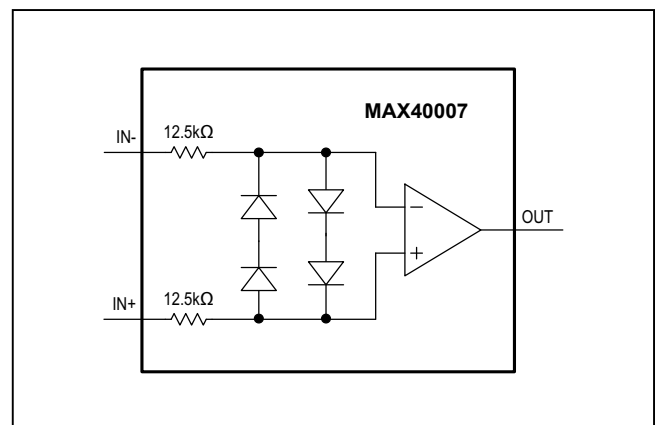 MAX40007
IN-
12.5kΩ
−
OUT
+
IN+
12.5kΩ